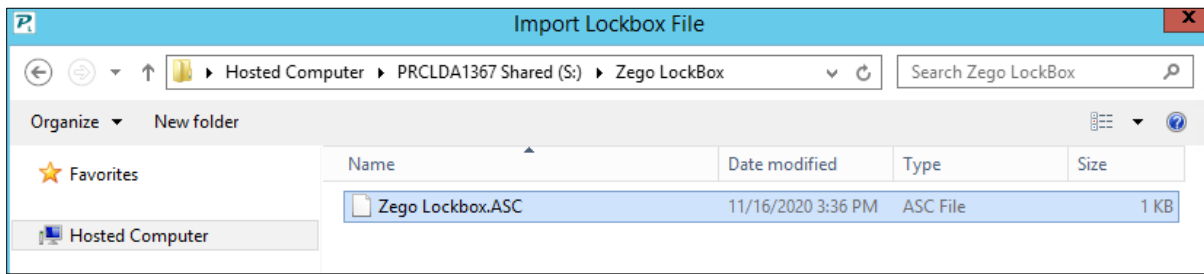 Import Lockbox File
x
Hosted Computer PRCLDA1367 Shared (S:) Zego LockBox Search Zego LockBox
Organize New folder
Name Date modified Type Size
Favorites
Zego Lockbox.ASC 11/16/2020 3:36 PM ASC File 1 KB
Hosted Computer